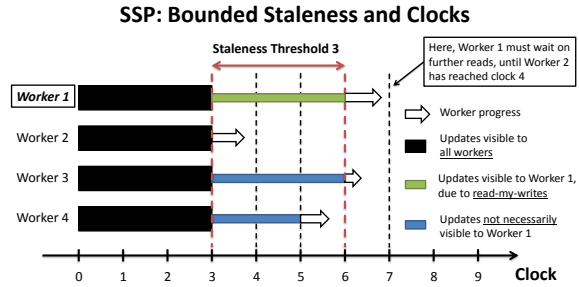 SSP: Bounded Staleness and Clocks
Staleness Threshold 3
Here, Worker 1 must wait on
further reads, until Worker 2
has reached clock 4
Worker 1
Worker 2
Worker 3
Worker 4
Worker progress
Updates visible to
all workers
Updates visible to Worker 1,
due to read-my-writes
Updates not necessarily
visible to Worker 1
0 1 2 3 4 5 6 7 8 9 Clock